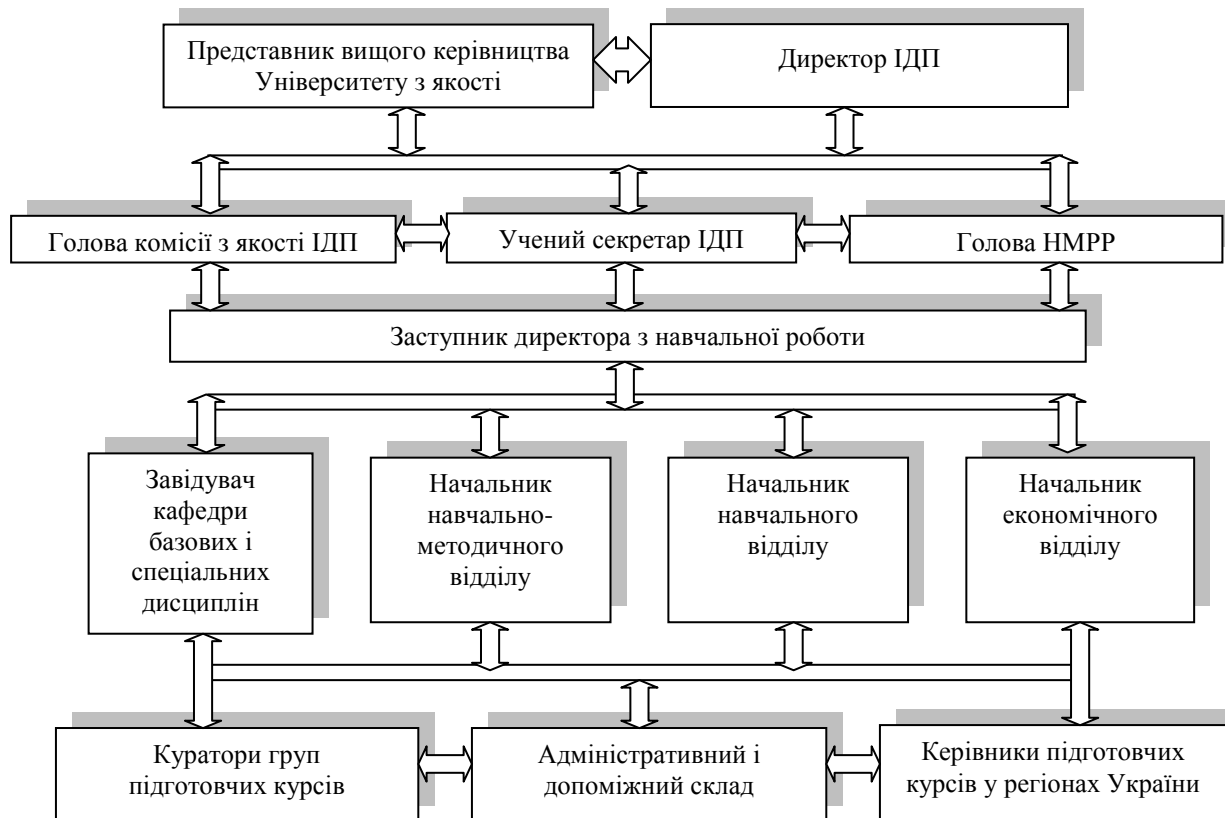 Представник вищого керівництва
Університету з якості
Директор ІДП
Голова комісії з якості ІДП
Учений секретар ІДП
Голова НМРР
Заступник директора з навчальної роботи
Завідувач
кафедри
базових і
спеціальних
дисциплін
Начальник
навчально-
методичного
відділу
Начальник
навчального
відділу
Начальник
економічного
відділу
Куратори груп
підготовчих курсів
Адміністративний і
допоміжний склад
Керівники підготовчих
курсів у регіонах України